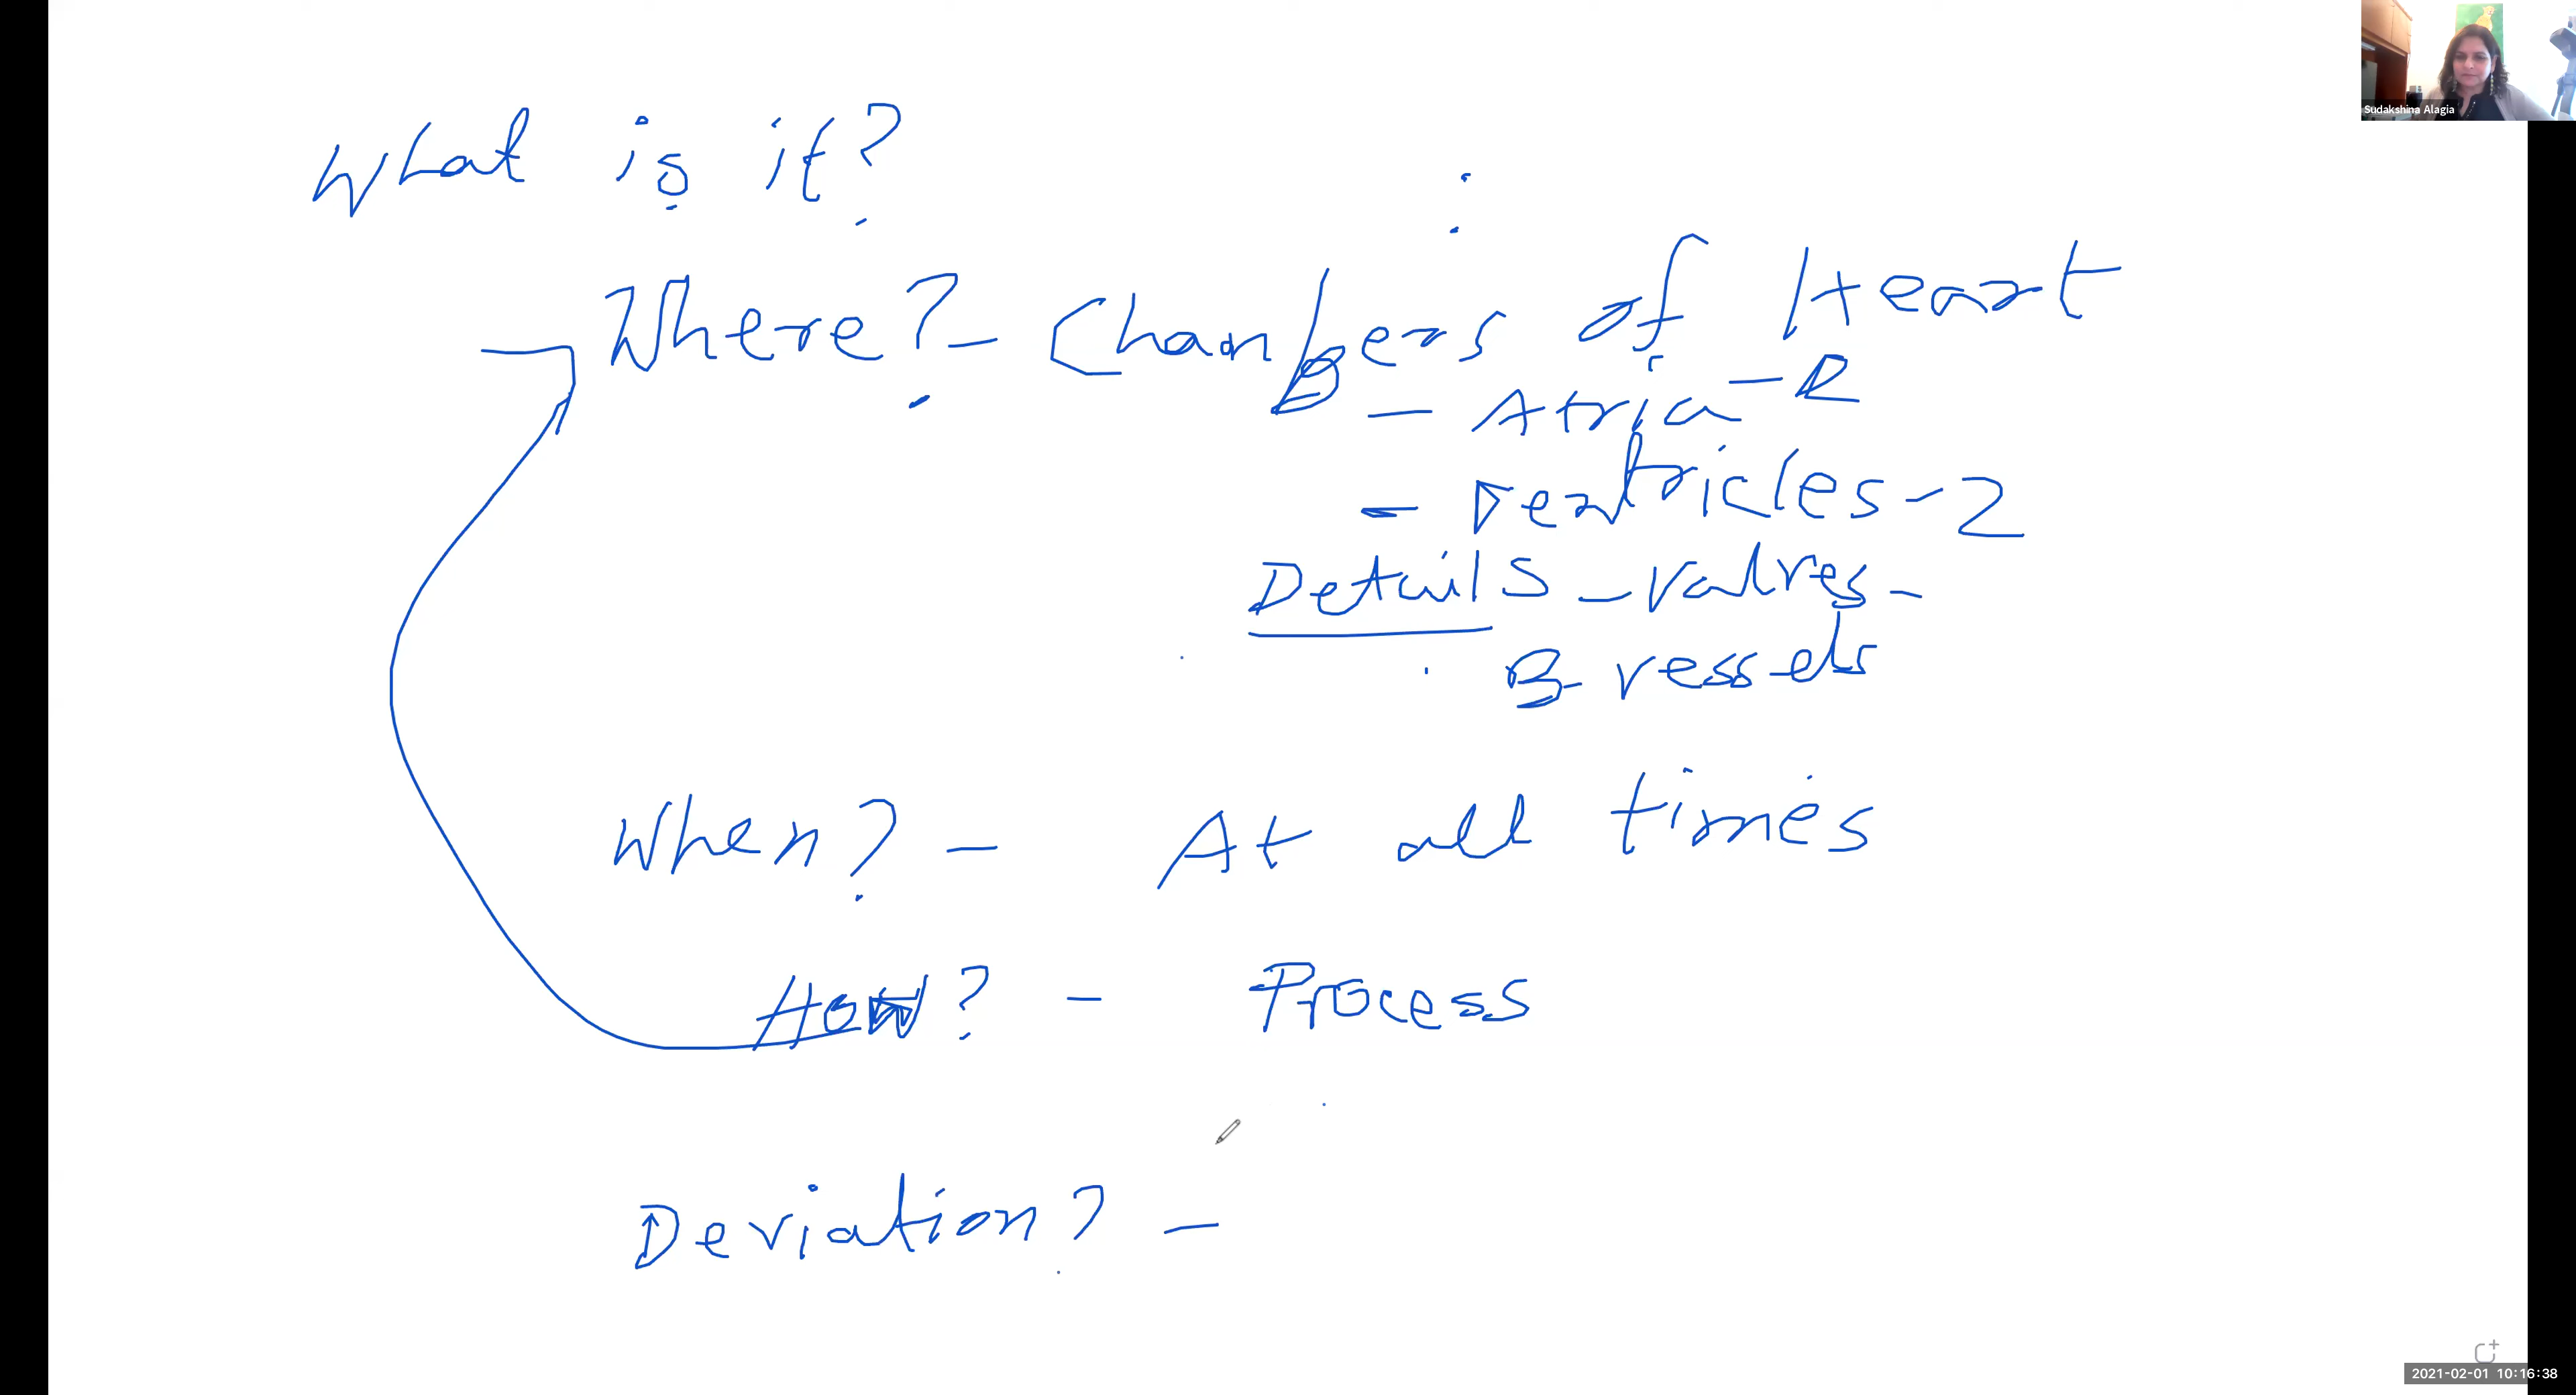 What is it?
Sudakshina Alagia
Where? - Chambers of Heart
- Atria - 2
- Ventricles - 2
Details - Valves -
B. vessels
When? - At all times
How? - Process
Deviation? -
2021-02-01 10:16:38